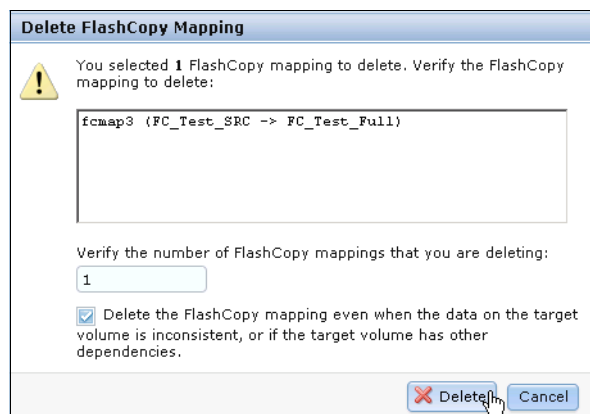 Delete FlashCopy Mapping
You selected 1 FlashCopy mapping to delete. Verify the FlashCopy
mapping to delete:
fcmap3 (FC_Test_SRC -> FC_Test_Full)
Verify the number of FlashCopy mappings that you are deleting:
1
Delete the FlashCopy mapping even when the data on the target
volume is inconsistent, or if the target volume has other
dependencies.
Delete Cancel